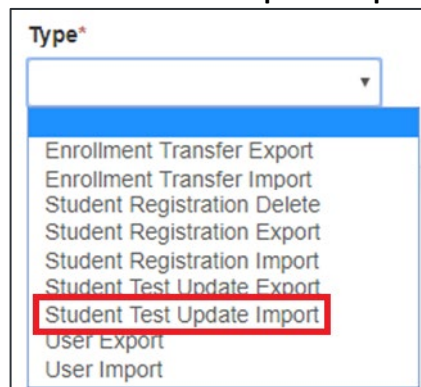 Type*
Enrollment Transfer Export
Enrollment Transfer Import
Student Registration Delete
Student Registration Export
Student Registration Import
Student Test Update Export
Student Test Update Import
User Export
User Import